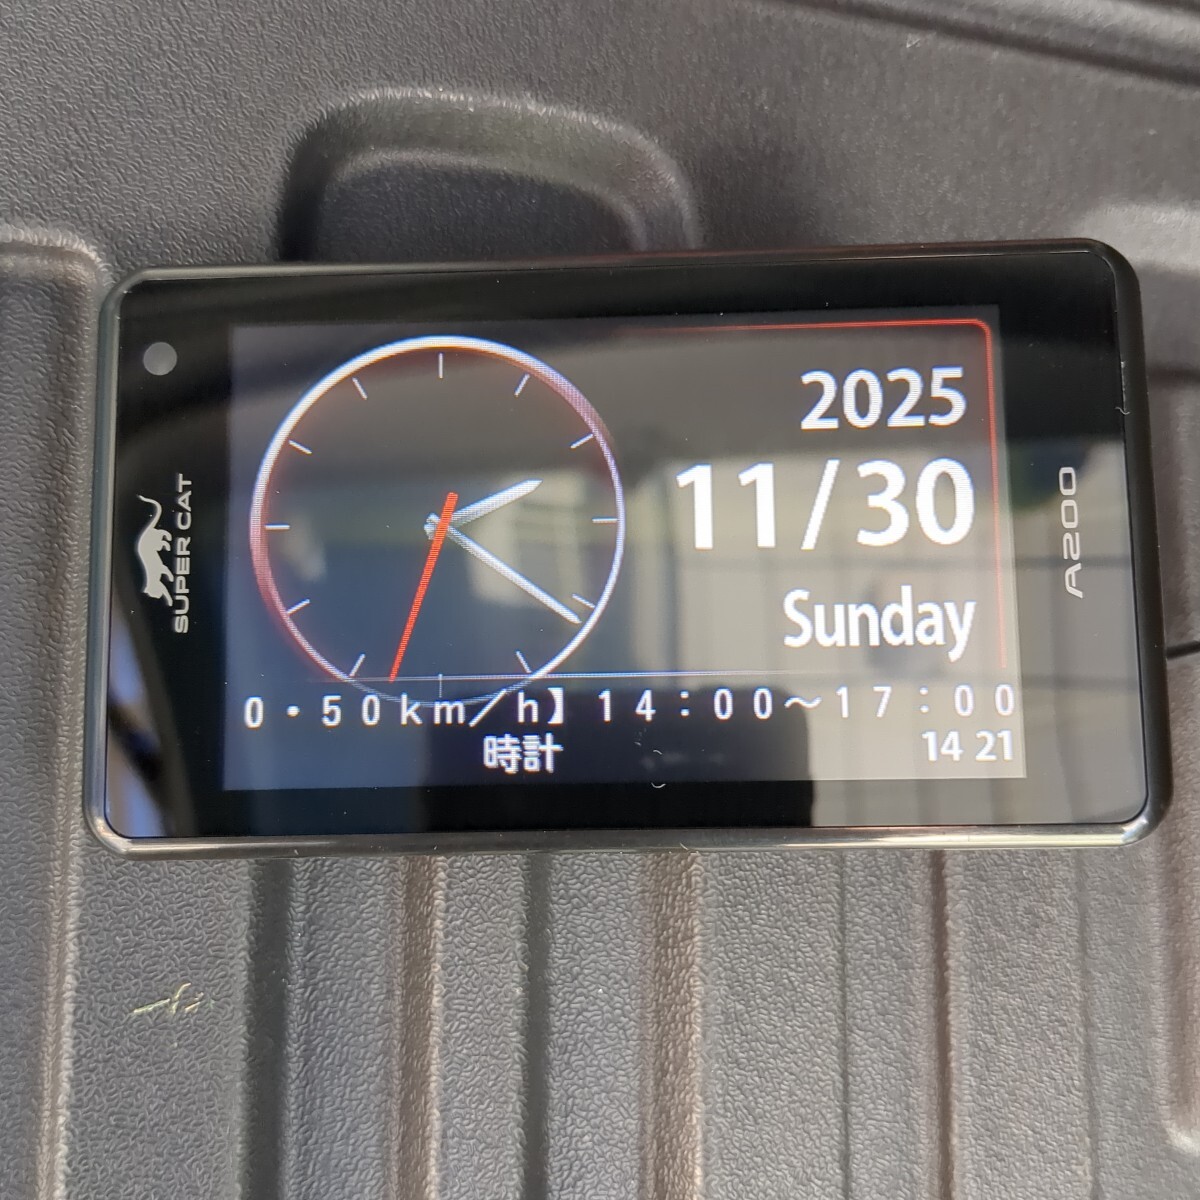 SUPER CAT
2025
11/30
Sunday
0・50km/h】14：00～17：00
時計
14 21
A200